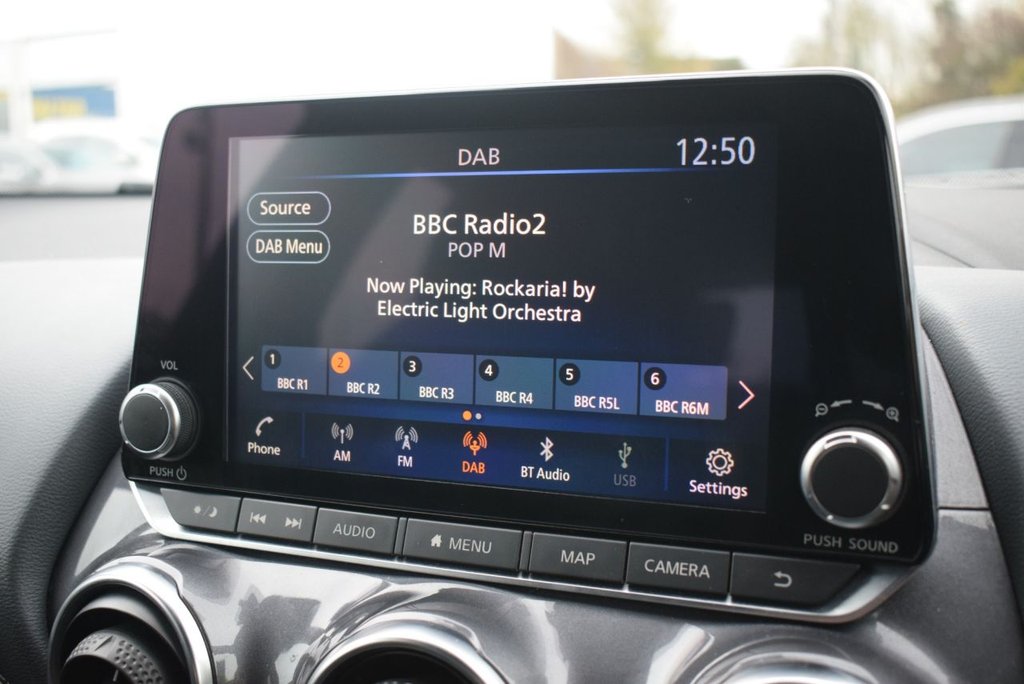 DAB
12:50
Source
DAB Menu
BBC Radio2
POP M
Now Playing: Rockaria! by
Electric Light Orchestra
1
2
3
4
5
6
BBC R1
BBC R2
BBC R3
BBC R4
BBC R5L
BBC R6M
Phone
AM
FM
DAB
BT Audio
USB
Settings
VOL
PUSH
PUSH SOUND
AUDIO
MENU
MAP
CAMERA